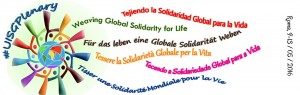 #UISGPlenary
Tejiendo la Solidaridad Global para la Vida
Weaving Global Solidarity for Life
Für das leben eine Globale Solidarität Weben
Tessere la Solidarietà Globale per la Vita
Tecendo a Solidariedade Global para a Vida
Tisser une Solidarité Mondiale pour la Vie
Rome, 9-13 / 05 / 2016